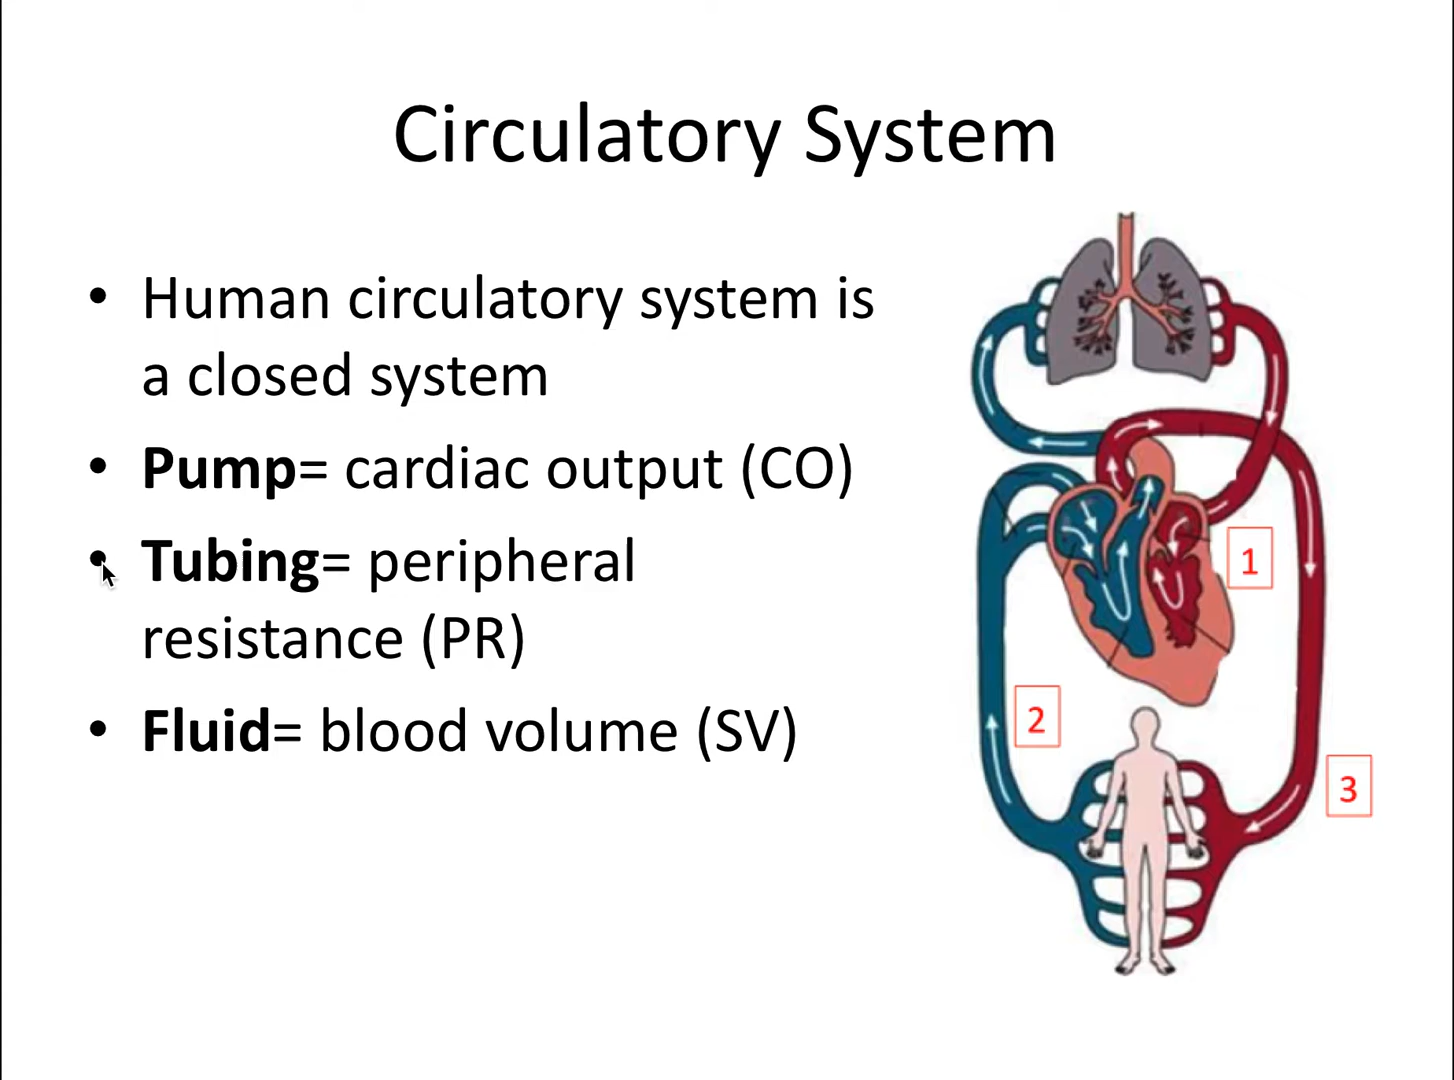 Circulatory System
• Human circulatory system is
a closed system
• Pump= cardiac output (CO)
• Tubing= peripheral
resistance (PR)
• Fluid= blood volume (SV)
1
2
3